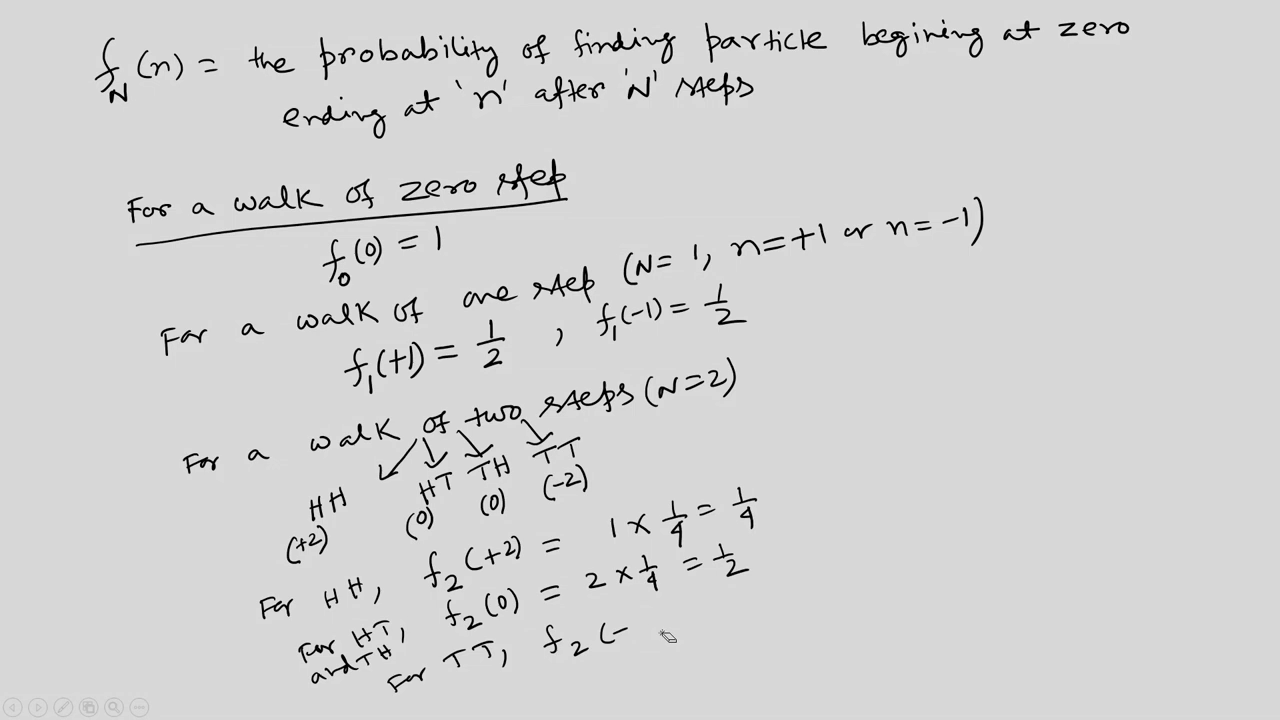 f_N (n) = the probability of finding particle begining at zero
ending at 'n' after 'N' steps
For a walk of zero step
f_0 (0) = 1
For a walk of one step (N= 1, n=+1 or n= -1)
f_1 (+1) = 1/2 , f_1 (-1) = 1/2
For a walk of two steps (N=2)
HH HT TH TT
(+2) (0) (0) (-2)
For HH, f_2 (+2) = 1 × 1/4 = 1/4
For HT, f_2 (0) = 2 × 1/4 = 1/2
and TH
For TT, f_2 (-